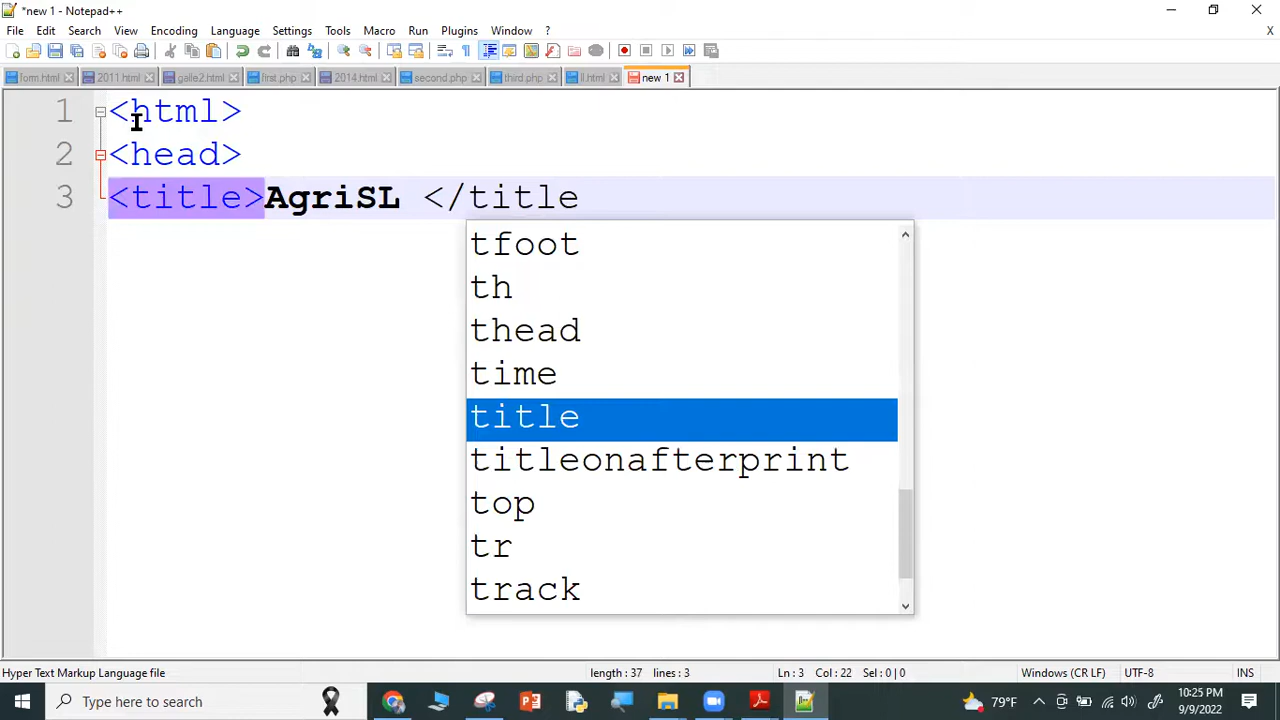 *new 1 - Notepad++
File Edit Search View Encoding Language Settings Tools Macro Run Plugins Window ?
X
form.html 2011.html galle2.html first.php 2014.html second.php third.php ll.html new 1
1 <html>
2 <head>
3 <title>AgriSL </title
tfoot
th
thead
time
title
titleonafterprint
top
tr
track
Hyper Text Markup Language file length : 37 lines : 3 Ln : 3 Col : 22 Sel : 0 | 0 Windows (CR LF) UTF-8 INS
Type here to search 79°F 10:25 PM
9/9/2022